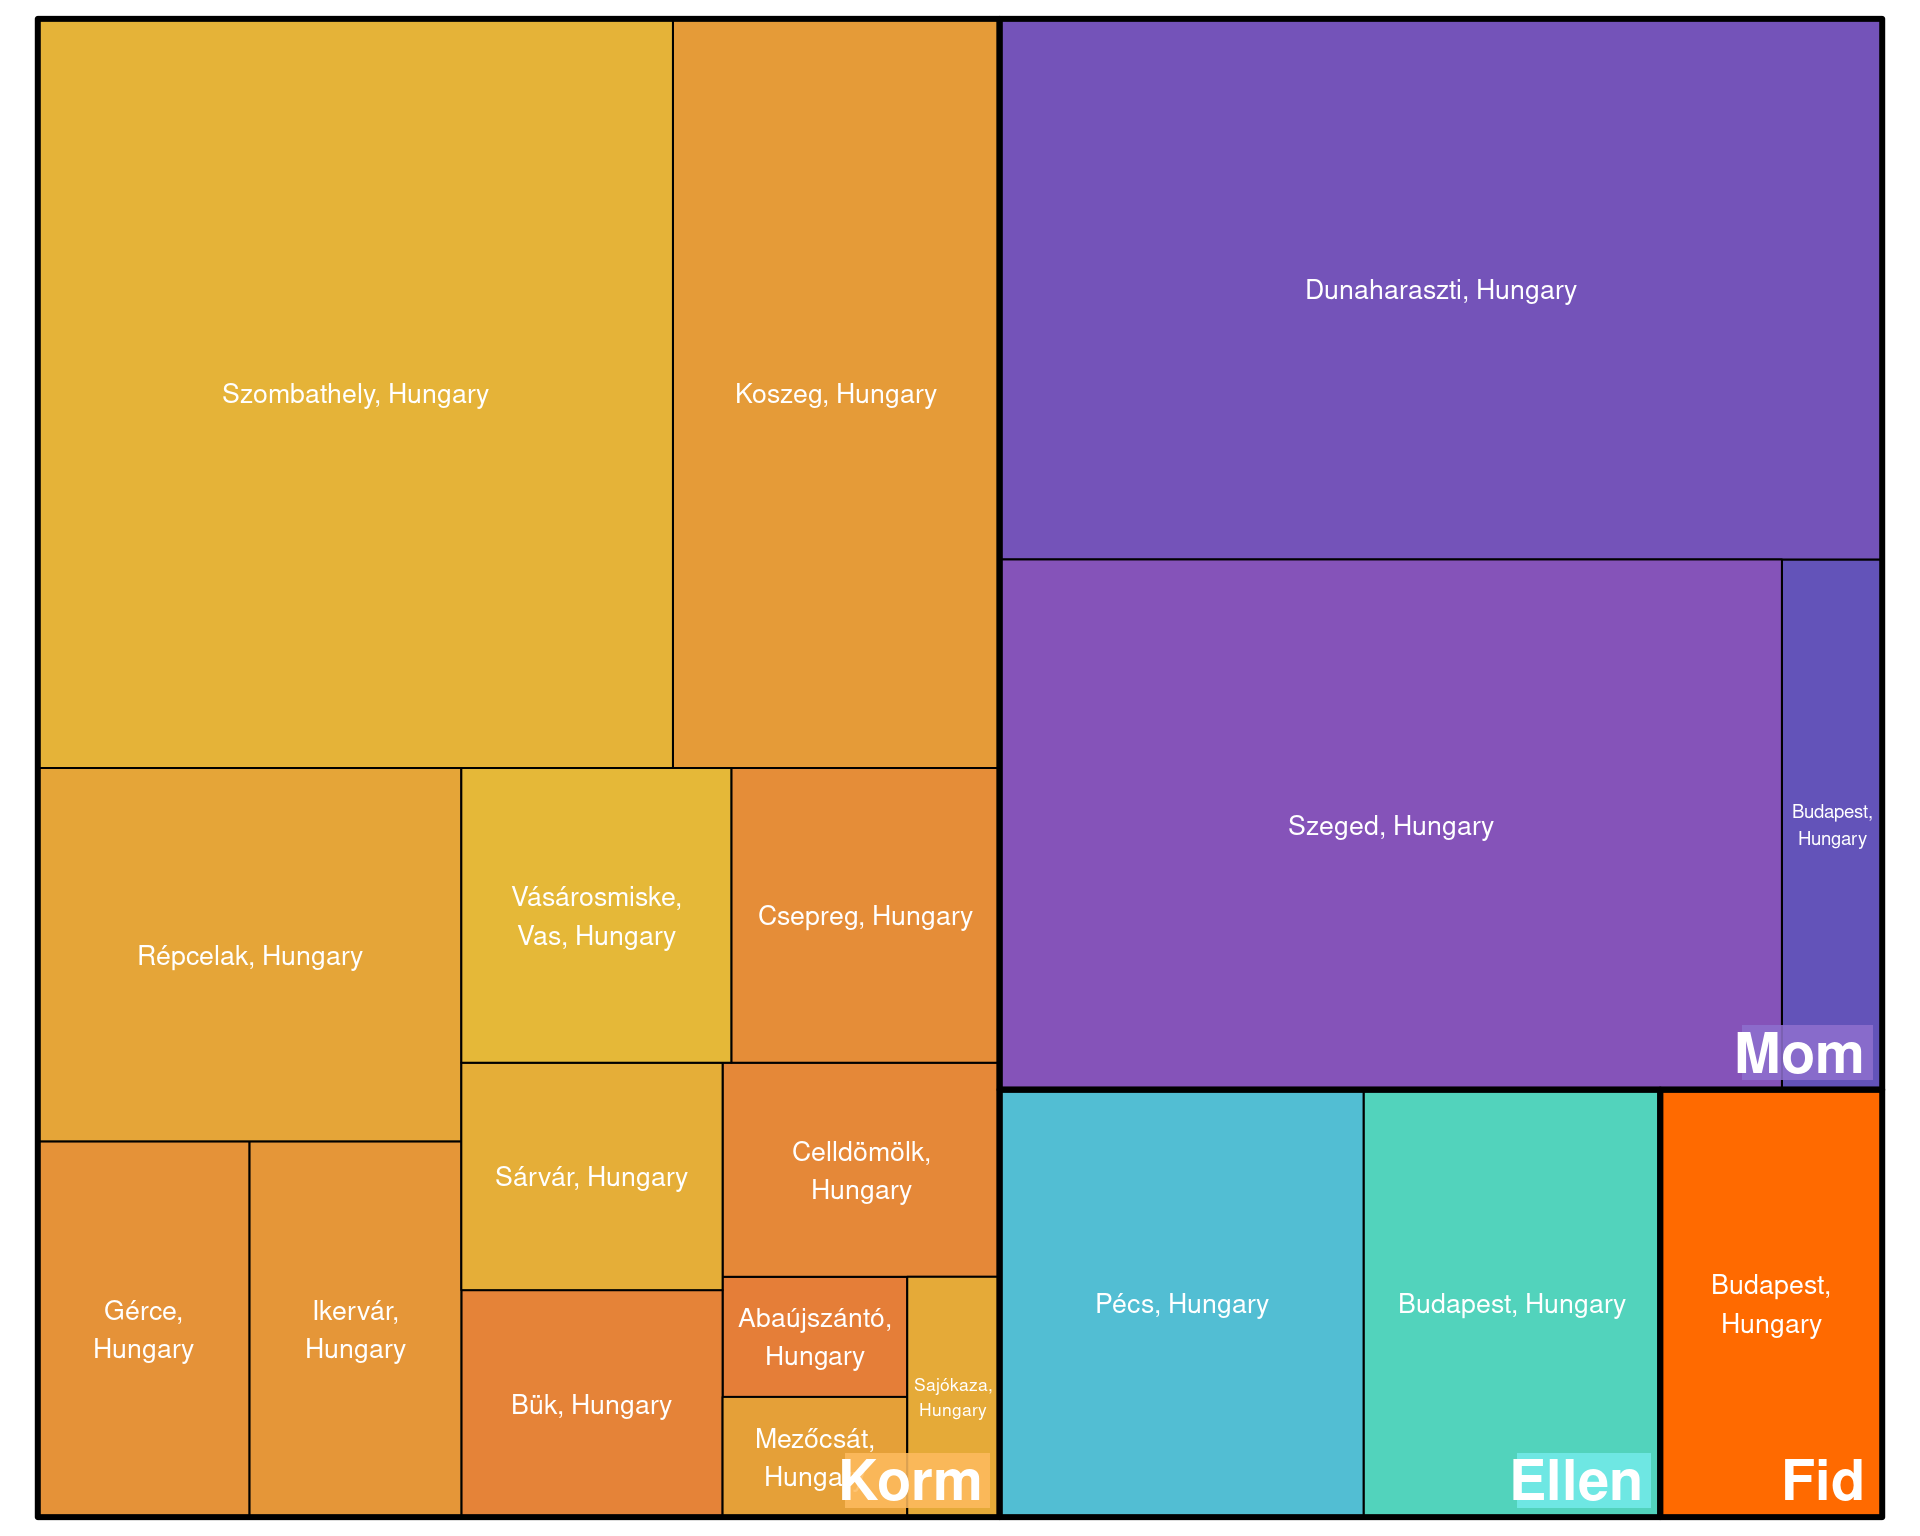 Szombathely, Hungary
Koszeg, Hungary
Dunaharaszti, Hungary
Szeged, Hungary
Budapest,
Hungary
Mom
Répcelak, Hungary
Vásárosmiske,
Vas, Hungary
Csepreg, Hungary
Sárvár, Hungary
Celldömölk,
Hungary
Gérce,
Hungary
Ikervár,
Hungary
Bük, Hungary
Abaújszántó,
Hungary
Sajókaza,
Hungary
Mezőcsát,
Hunga
Korm
Pécs, Hungary
Budapest, Hungary
Ellen
Budapest,
Hungary
Fid